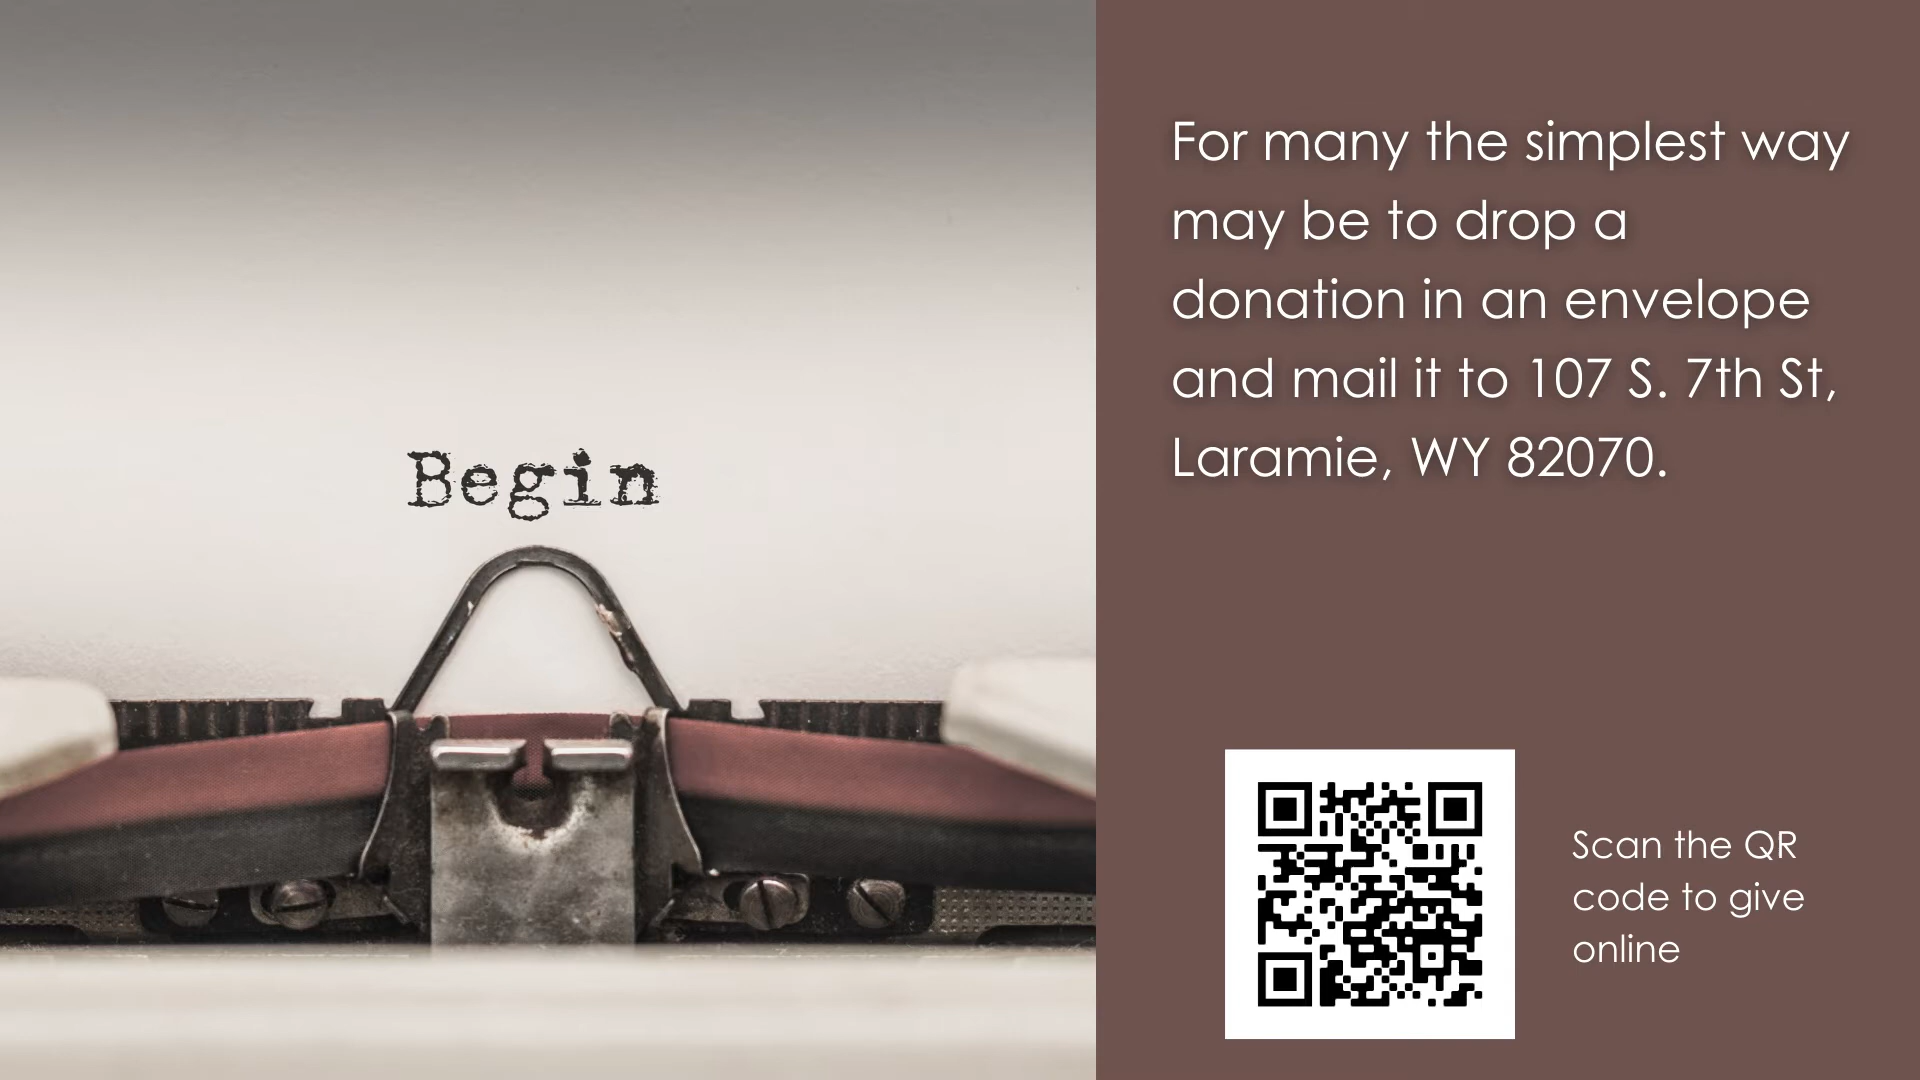 Begin
For many the simplest way
may be to drop a
donation in an envelope
and mail it to 107 S. 7th St,
Laramie, WY 82070.
Scan the QR
code to give
online